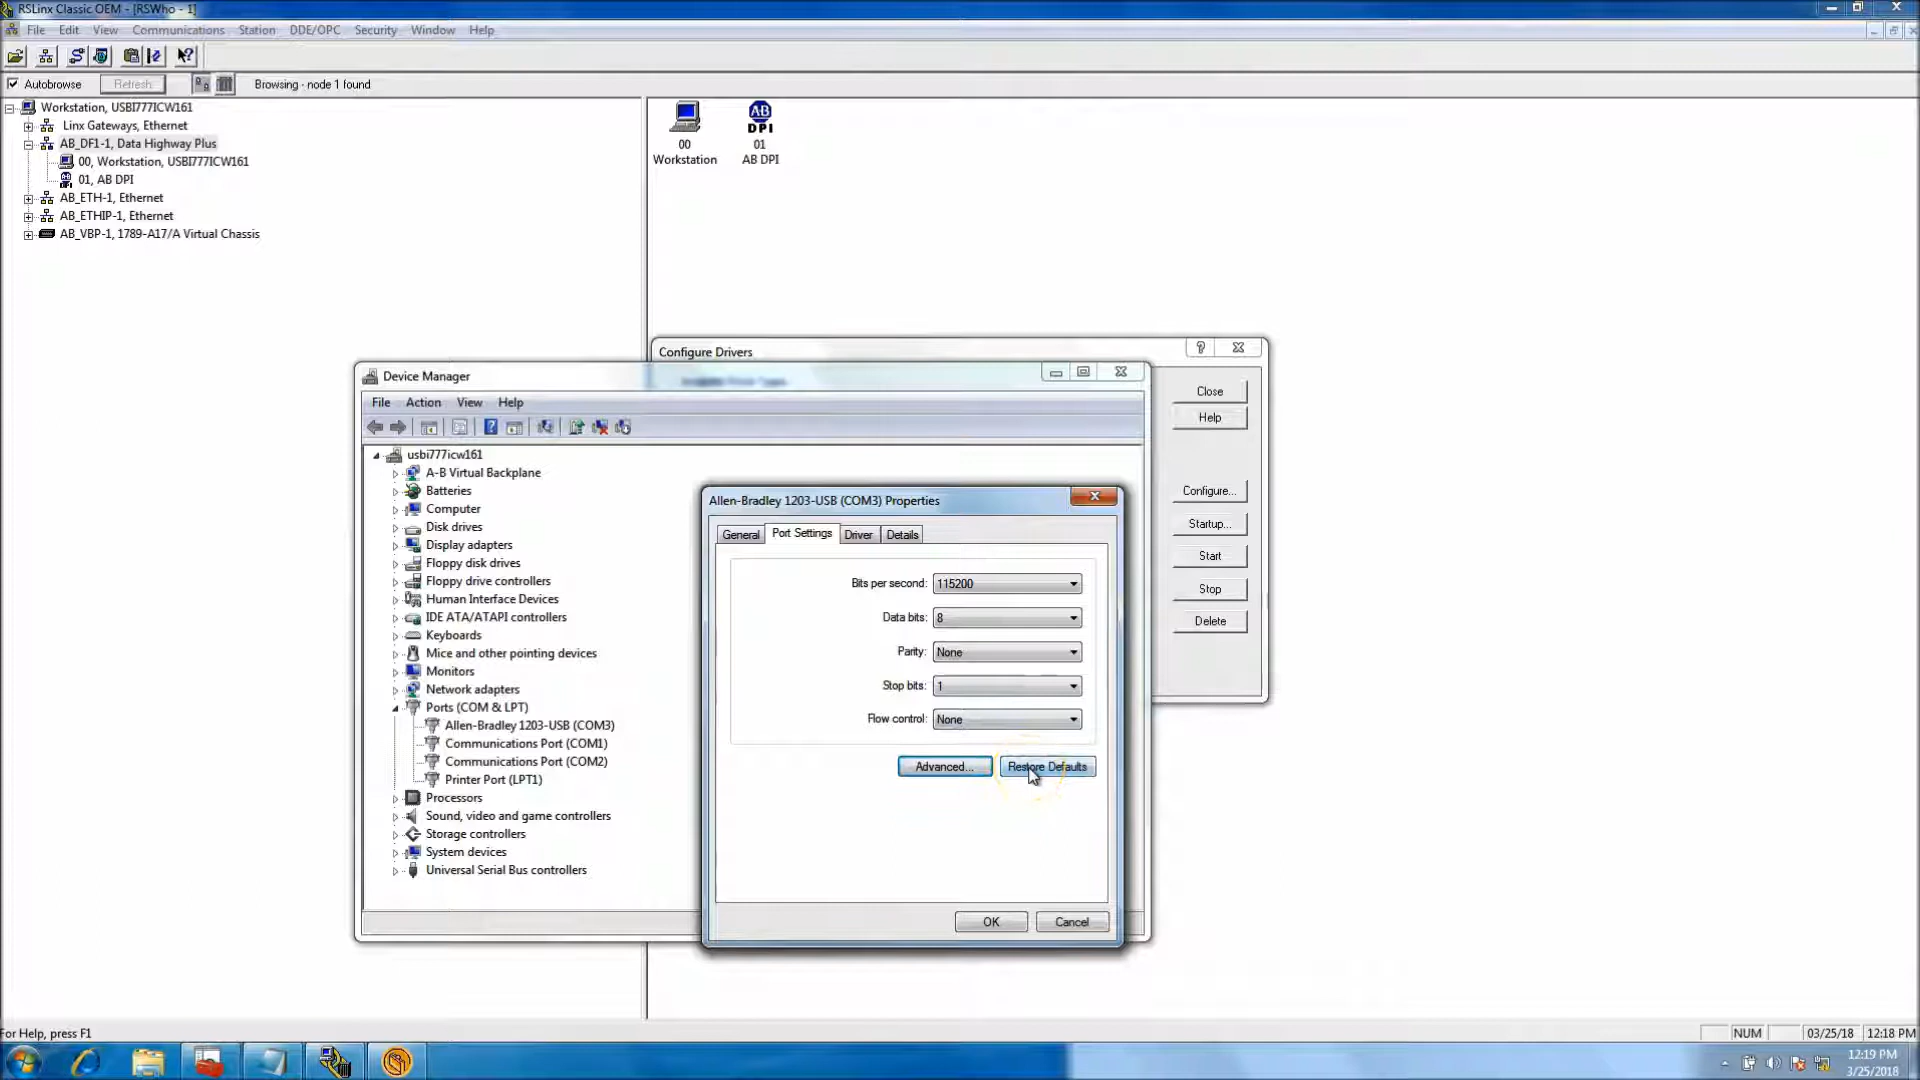 RSLinx Classic OEM - [RSWho - 1]
File Edit View Communications Station DDE/OPC Security Window Help
Autobrowse Refresh Browsing - node 1 found
Workstation, USBI777ICW161
Linx Gateways, Ethernet
AB_DF1-1, Data Highway Plus
00, Workstation, USBI777ICW161
01, AB DPI
AB_ETH-1, Ethernet
AB_ETHIP-1, Ethernet
AB_VBP-1, 1789-A17/A Virtual Chassis
AB
DPI
00
Workstation
01
AB DPI
Configure Drivers
Close
Help
Configure...
Startup...
Start
Stop
Delete
Device Manager
File Action View Help
usbi777icw161
A-B Virtual Backplane
Batteries
Computer
Disk drives
Display adapters
Floppy disk drives
Floppy drive controllers
Human Interface Devices
IDE ATA/ATAPI controllers
Keyboards
Mice and other pointing devices
Monitors
Network adapters
Ports (COM & LPT)
Allen-Bradley 1203-USB (COM3)
Communications Port (COM1)
Communications Port (COM2)
Printer Port (LPT1)
Processors
Sound, video and game controllers
Storage controllers
System devices
Universal Serial Bus controllers
Allen-Bradley 1203-USB (COM3) Properties
General Port Settings Driver Details
Bits per second: 115200
Data bits: 8
Parity: None
Stop bits: 1
Flow control: None
Advanced... Restore Defaults
OK Cancel
For Help, press F1
NUM 03/25/18 12:18 PM
12:19 PM
3/25/2018